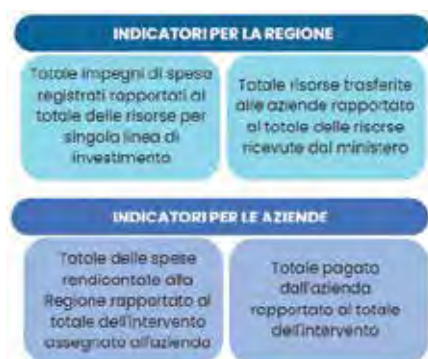 INDICATORI PER LA REGIONE
Totale impegni di spesa
registrati rapportati al
totale delle risorse per
singola linea di
investimento
Totale risorse trasferite
alle aziende rapportato
al totale delle risorse
ricevute dal ministero
INDICATORI PER LE AZIENDE
Totale delle spese
rendicontate alla
Regione rapportato al
totale dell'intervento
assegnato all'azienda
Totale pagato
dall'azienda
rapportato al totale
dell'intervento